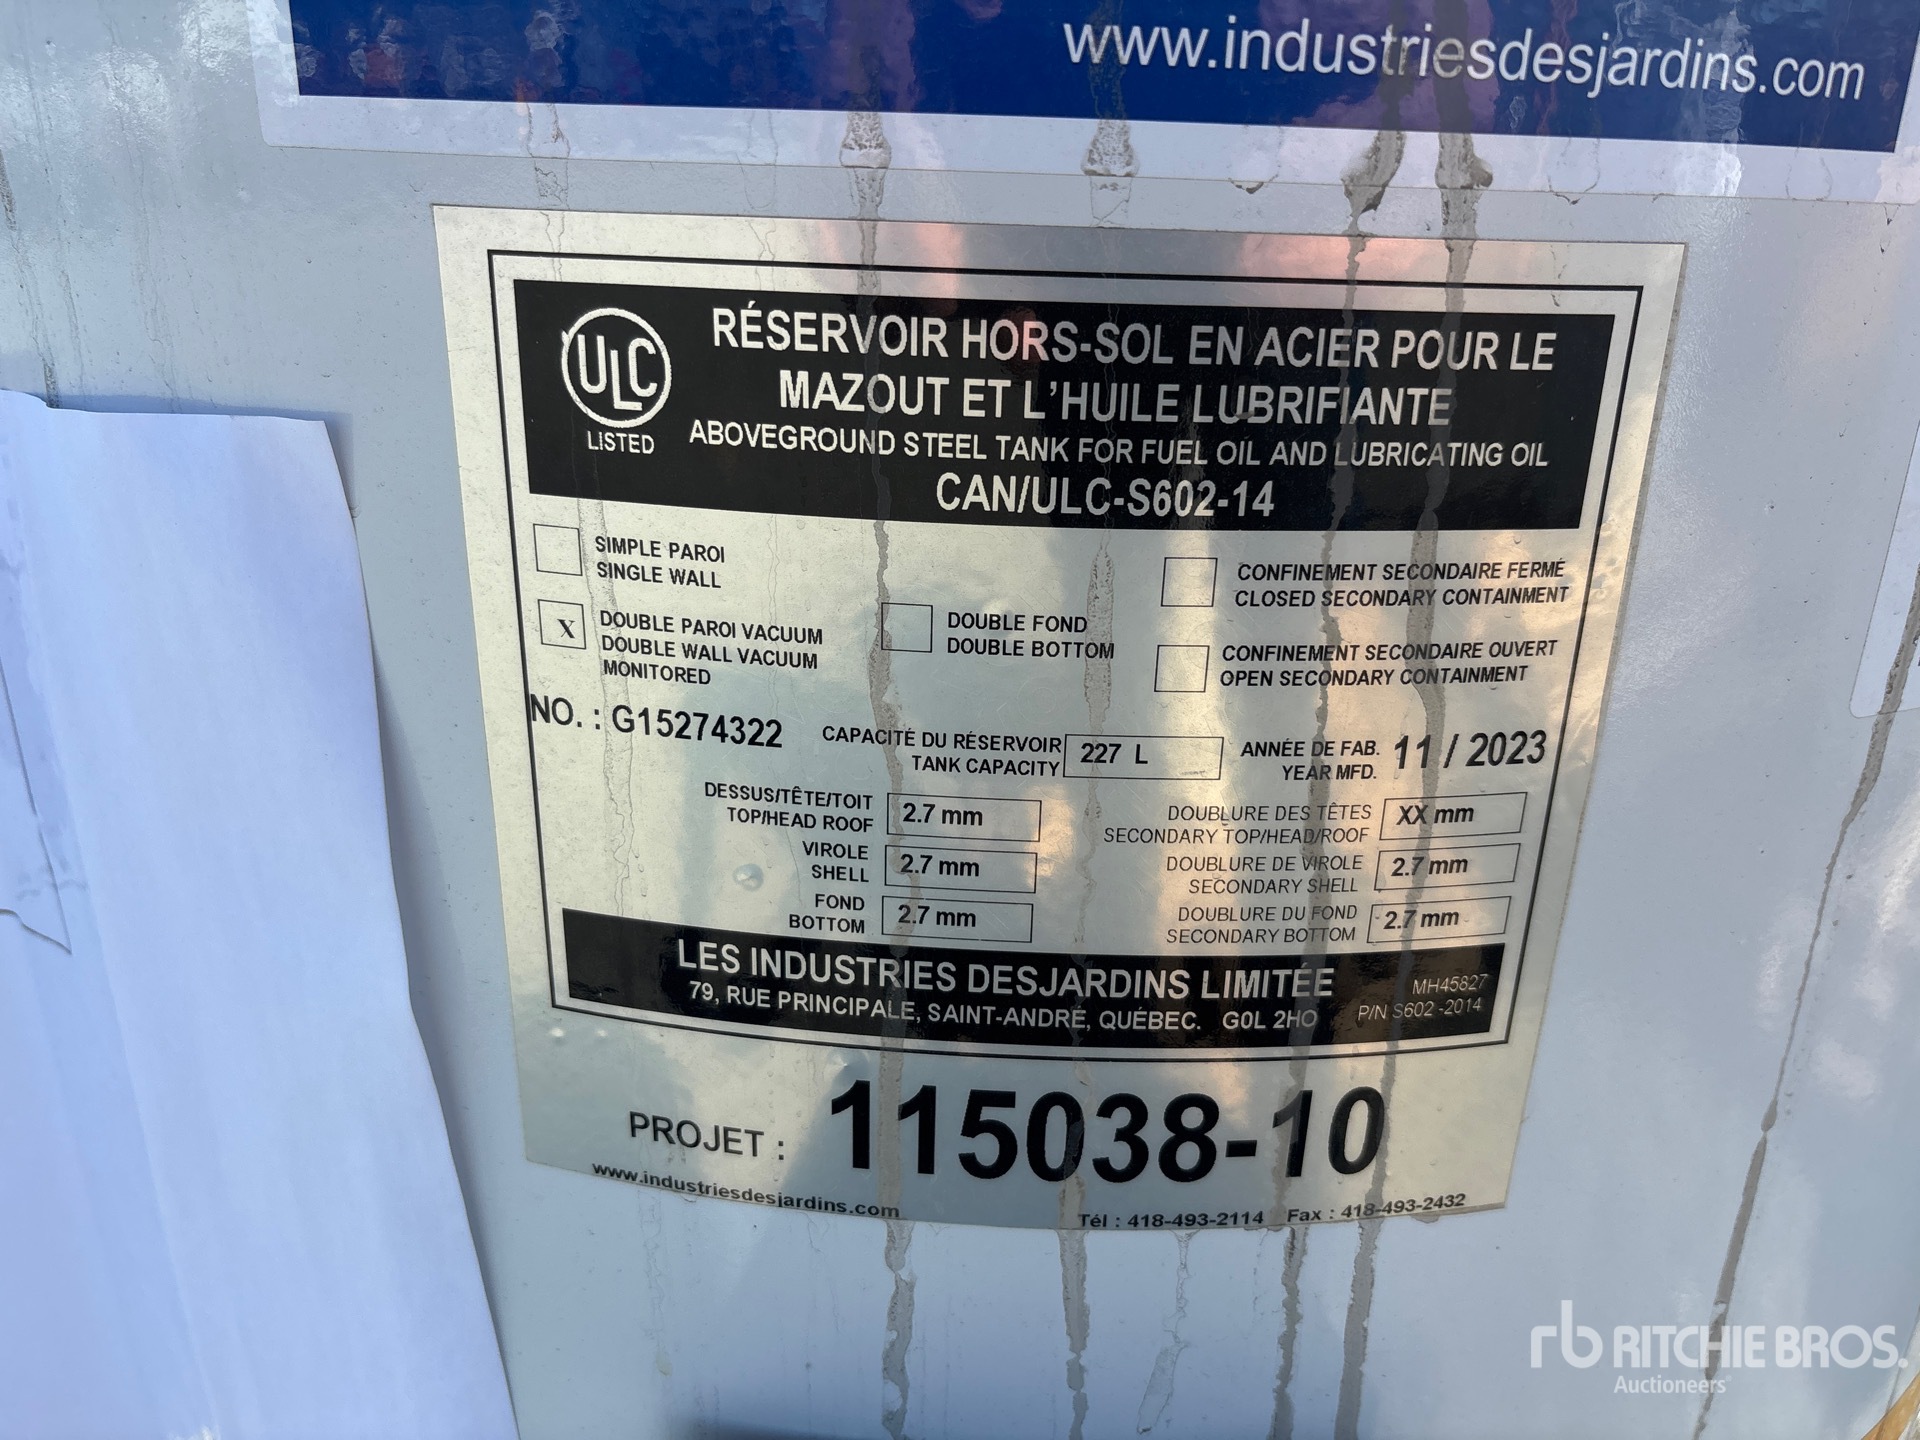 www.industriesdesjardins.com
ULC
LISTED
RÉSERVOIR HORS-SOL EN ACIER POUR LE
MAZOUT ET L'HUILE LUBRIFIANTE
ABOVEGROUND STEEL TANK FOR FUEL OIL AND LUBRICATING OIL
CAN/ULC-S602-14
SIMPLE PAROI
SINGLE WALL
X DOUBLE PAROI VACUUM
DOUBLE WALL VACUUM
MONITORED
DOUBLE FOND
DOUBLE BOTTOM
CONFINEMENT SECONDAIRE FERMÉ
CLOSED SECONDARY CONTAINMENT
CONFINEMENT SECONDAIRE OUVERT
OPEN SECONDARY CONTAINMENT
NO. : G15274322
CAPACITÉ DU RÉSERVOIR
TANK CAPACITY
227 L
ANNÉE DE FAB.
YEAR MFD.
11 / 2023
DESSUS/TÊTE/TOIT
TOP/HEAD ROOF
2.7 mm
VIROLE
SHELL
2.7 mm
FOND
BOTTOM
2.7 mm
DOUBLURE DES TÊTES
SECONDARY TOP/HEAD/ROOF
XX mm
DOUBLURE DE VIROLE
SECONDARY SHELL
2.7 mm
DOUBLURE DU FOND
SECONDARY BOTTOM
2.7 mm
LES INDUSTRIES DESJARDINS LIMITÉE
79, RUE PRINCIPALE, SAINT-ANDRÉ, QUÉBEC. G0L 2HO
MH45827
P/N S602 -2014
PROJET : 115038-10
www.industriesdesjardins.com
Tél : 418-493-2114 Fax : 418-493-2432
rb RITCHIE BROS.
Auctioneers